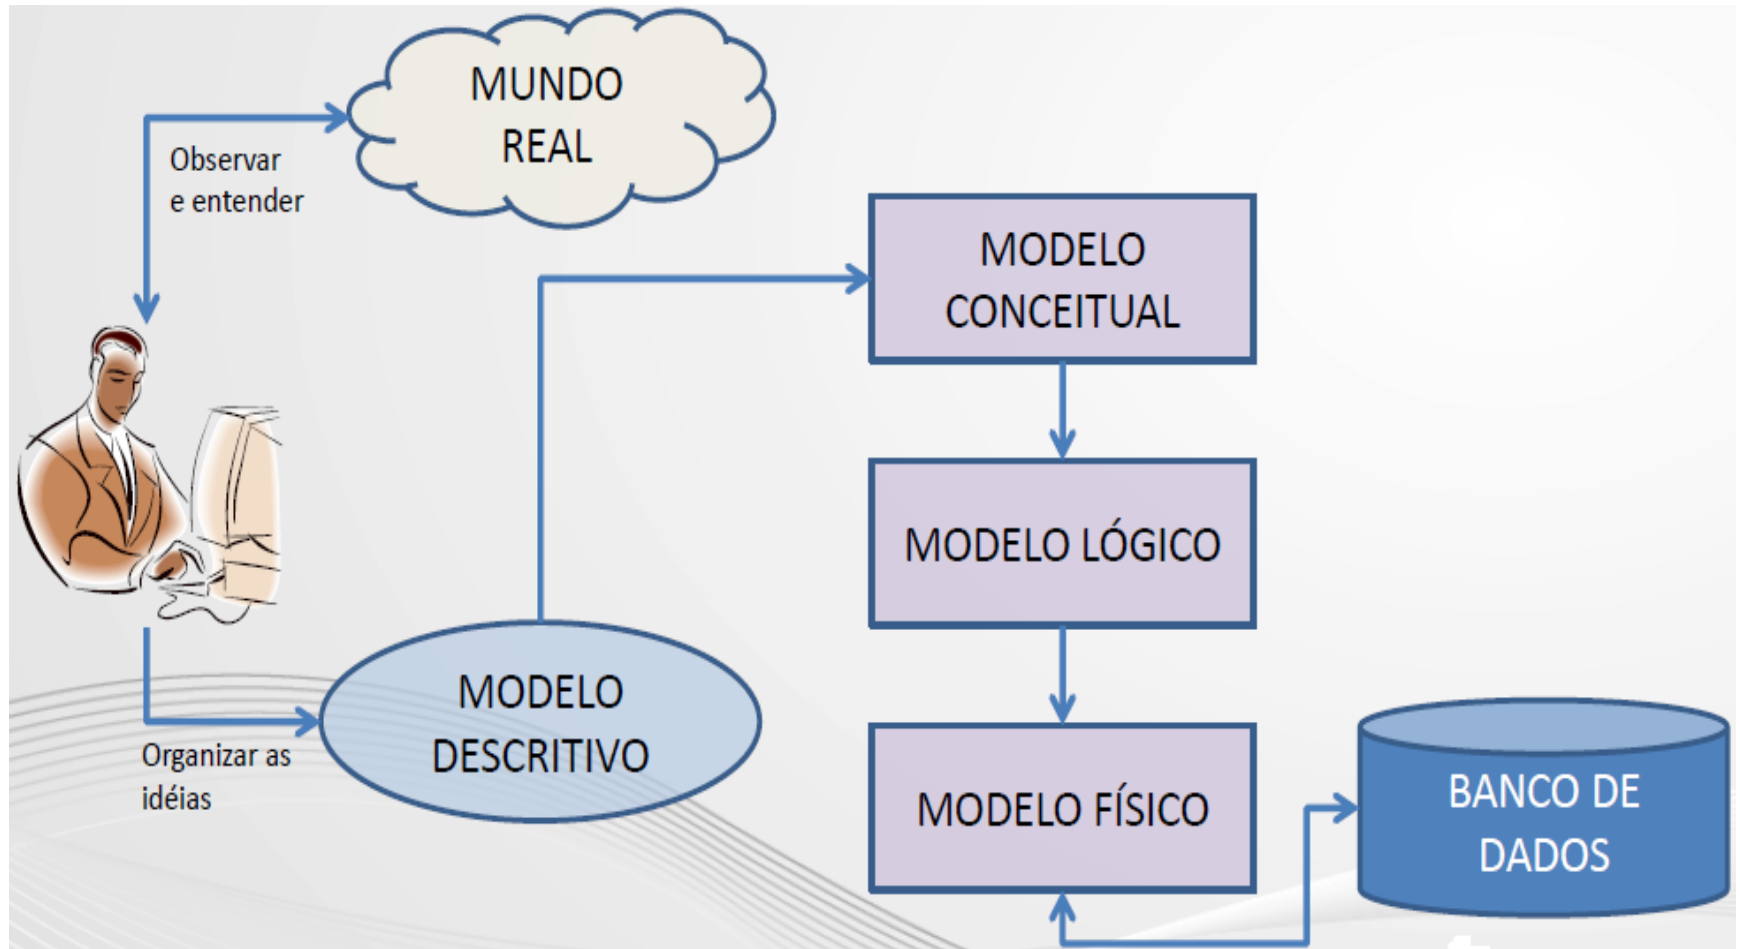 MUNDO
REAL
Observar
e entender
MODELO
CONCEITUAL
MODELO LÓGICO
MODELO
DESCRITIVO
Organizar as
idéias
MODELO FÍSICO
BANCO DE
DADOS